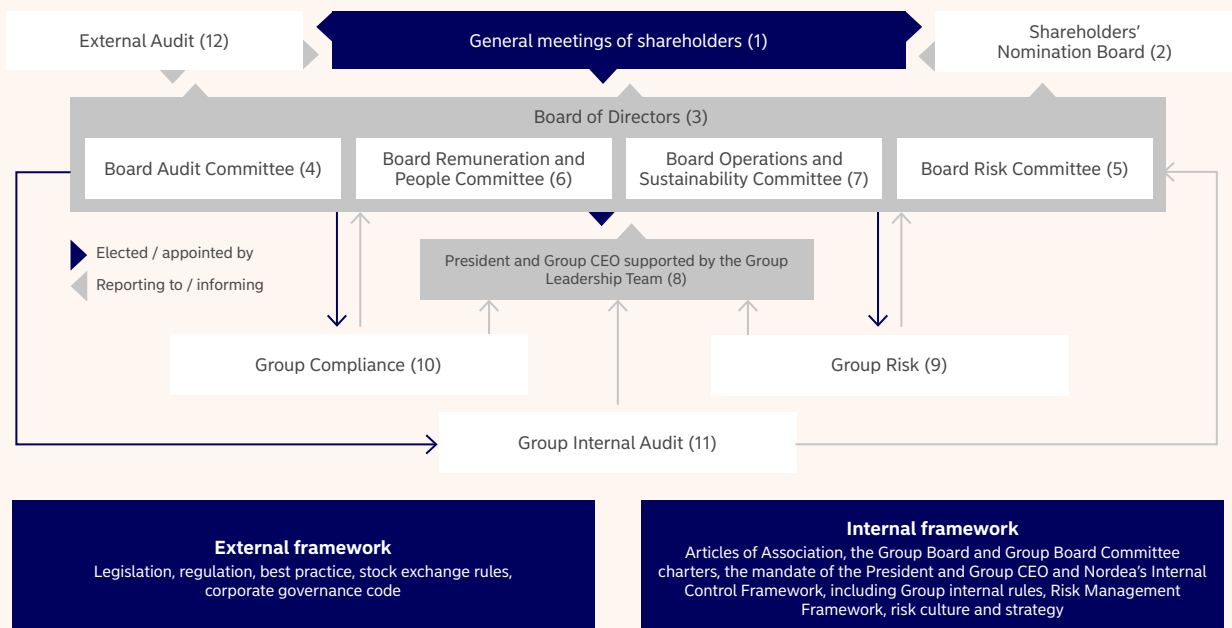 External Audit (12)
General meetings of shareholders (1)
Shareholders’
Nomination Board (2)
Board of Directors (3)
Board Audit Committee (4)
Board Remuneration and
People Committee (6)
Board Operations and
Sustainability Committee (7)
Board Risk Committee (5)
Elected / appointed by
Reporting to / informing
President and Group CEO supported by the Group
Leadership Team (8)
Group Compliance (10)
Group Risk (9)
Group Internal Audit (11)
External framework
Legislation, regulation, best practice, stock exchange rules,
corporate governance code
Internal framework
Articles of Association, the Group Board and Group Board Committee
charters, the mandate of the President and Group CEO and Nordea’s Internal
Control Framework, including Group internal rules, Risk Management
Framework, risk culture and strategy